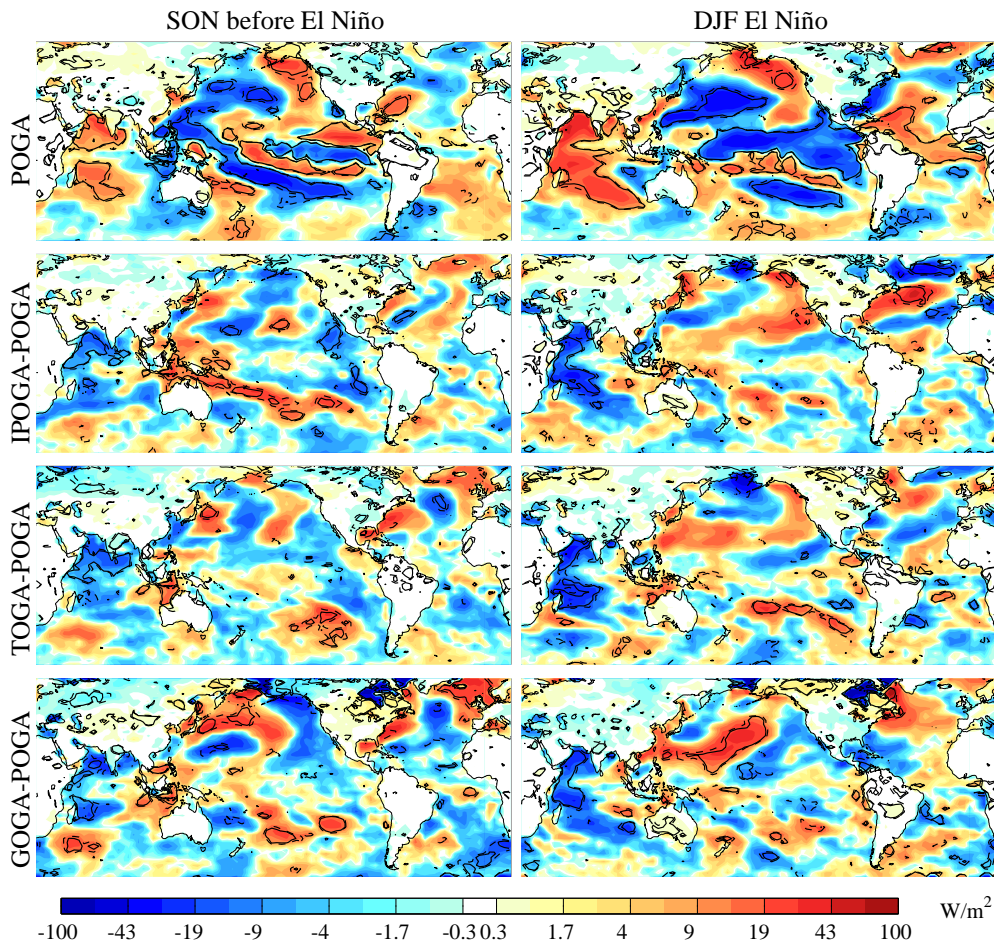 SON before El Niño
DJF El Niño
POGA
IPOGA-POGA
TOGA-POGA
GOGA-POGA
-100 -43 -19 -9 -4 -1.7 -0.3 0.3 1.7 4 9 19 43 100
W/m²